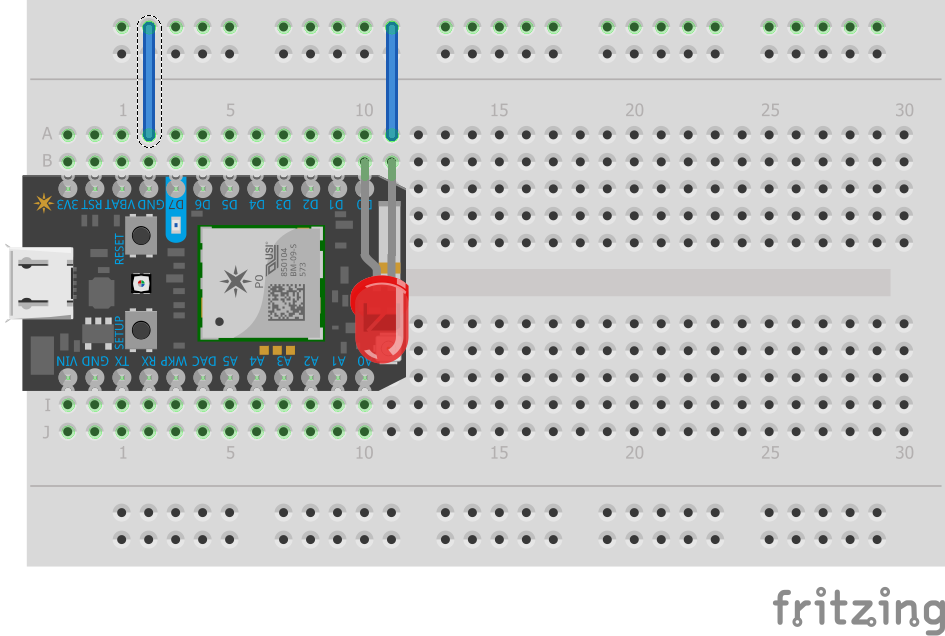 1 5 10 15 20 25 30
A
B
3V3 RST VBAT GND D7 D6 D5 D4 D3 D2 D1 D0
RESET
P0
USI
850104
BM-09-S
573
SETUP
VIN GND TX RX WKP DAC A5 A4 A3 A2 A1 A0
I
J
1 5 10 15 20 25 30
fritzing